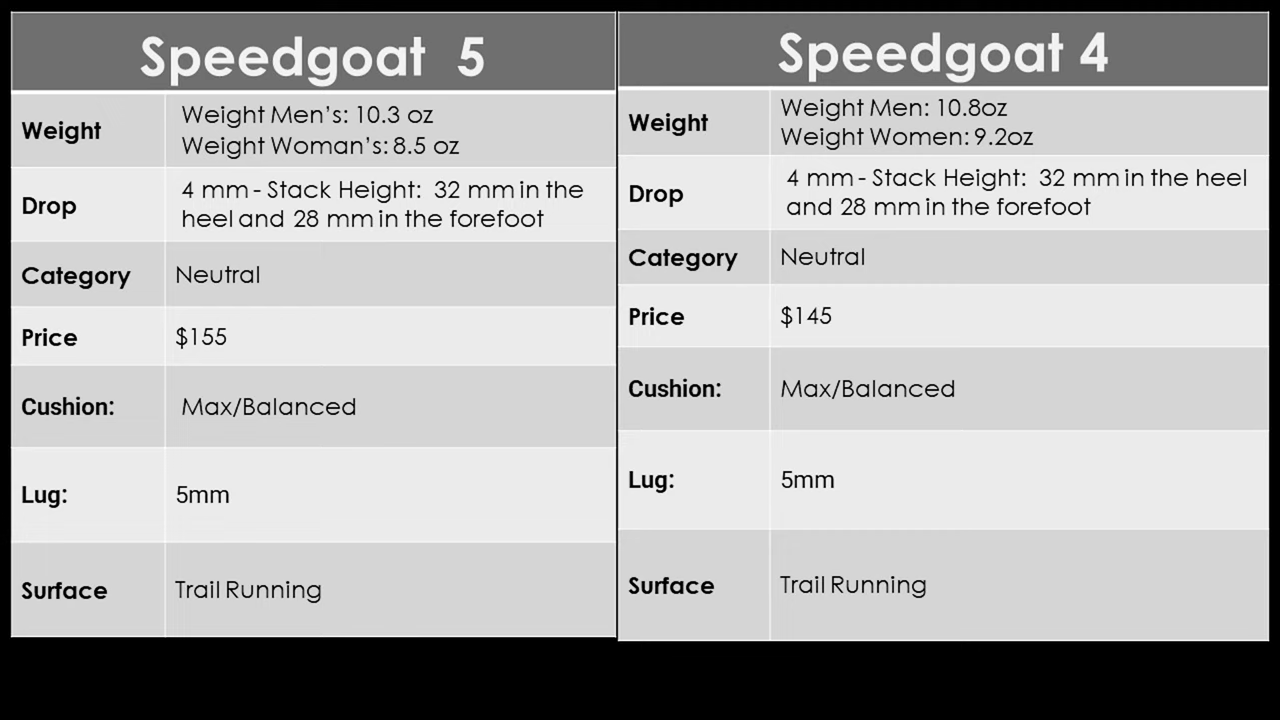 Speedgoat 5
Weight
Weight Men’s: 10.3 oz
Weight Woman’s: 8.5 oz
Drop
4 mm - Stack Height: 32 mm in the
heel and 28 mm in the forefoot
Category
Neutral
Price
$155
Cushion:
Max/Balanced
Lug:
5mm
Surface
Trail Running
Speedgoat 4
Weight
Weight Men: 10.8oz
Weight Women: 9.2oz
Drop
4 mm - Stack Height: 32 mm in the heel
and 28 mm in the forefoot
Category
Neutral
Price
$145
Cushion:
Max/Balanced
Lug:
5mm
Surface
Trail Running